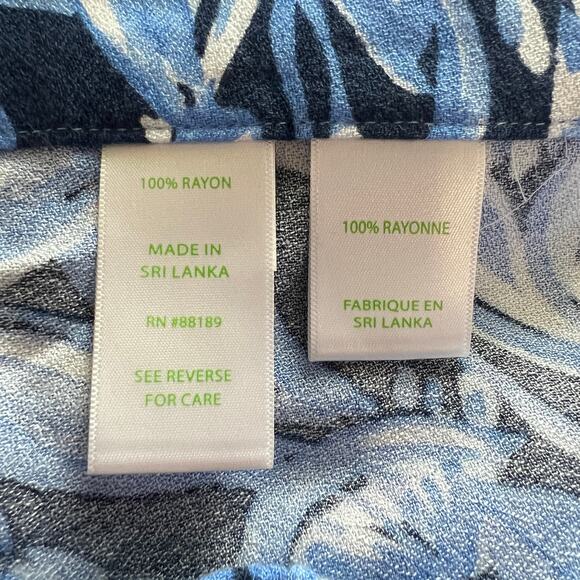 100% RAYON
MADE IN
SRI LANKA
RN #88189
SEE REVERSE
FOR CARE
100% RAYONNE
FABRIQUE EN
SRI LANKA